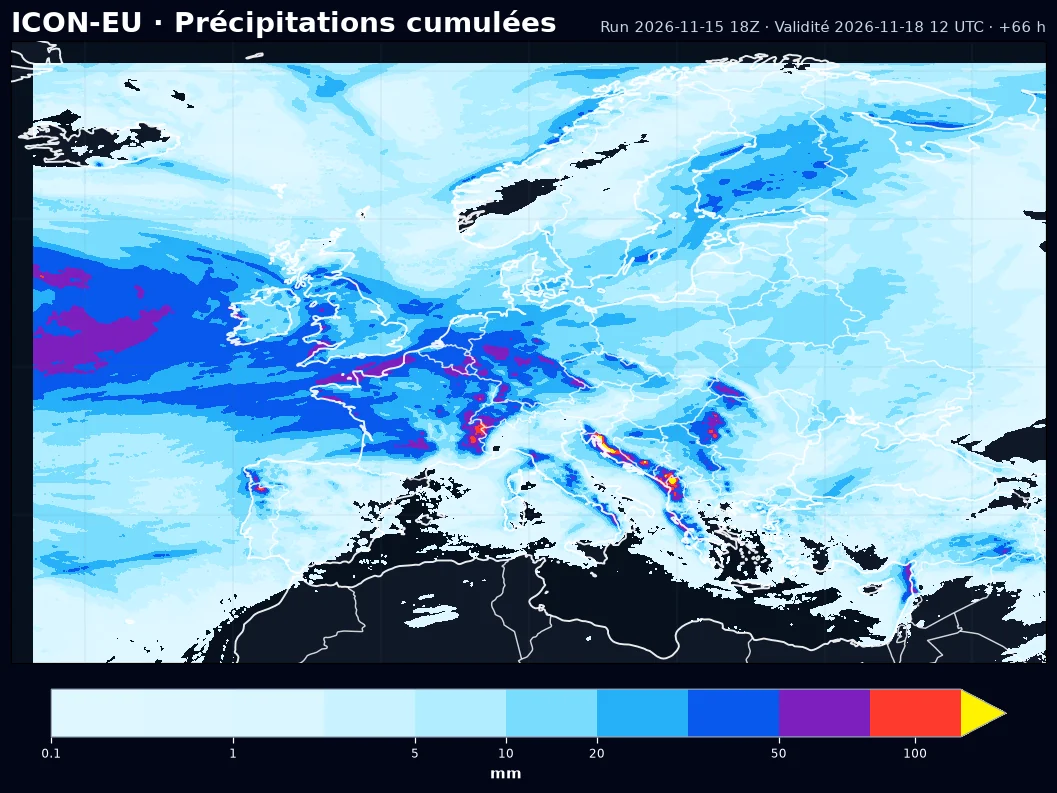 ICON-EU · Précipitations cumulées
Run 2026-11-15 18Z · Validité 2026-11-18 12 UTC · +66 h
0.1 1 5 10 20 50 100
mm